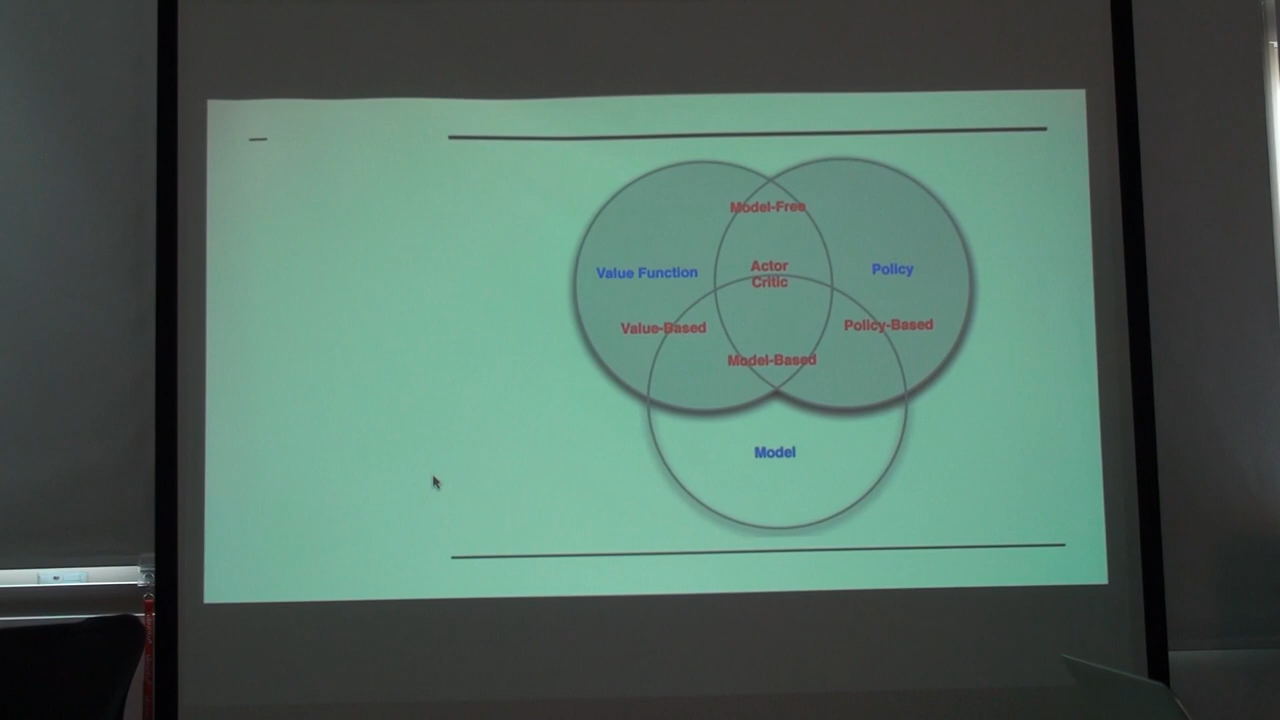 Model-Free
Value Function
Actor
Critic
Policy
Value-Based
Policy-Based
Model-Based
Model